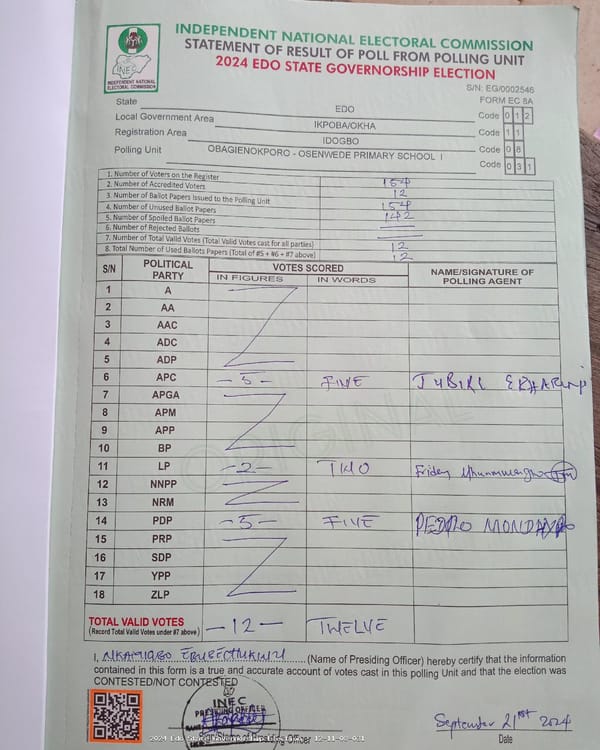 INDEPENDENT NATIONAL ELECTORAL COMMISSION
STATEMENT OF RESULT OF POLL FROM POLLING UNIT
2024 EDO STATE GOVERNORSHIP ELECTION
INEC
INDEPENDENT NATIONAL
ELECTORAL COMMISSION
S/N: EG/0002546
FORM EC 8A
State EDO Code 0 1 2
Local Government Area IKPOBA/OKHA Code 1 1
Registration Area IDOGBO Code 0 8
Polling Unit OBAGIENOKPORO - OSENWEDE PRIMARY SCHOOL I Code 0 3 1
1. Number of Voters on the Register 154
2. Number of Accredited Voters 12
3. Number of Ballot Papers Issued to the Polling Unit 154
4. Number of Unused Ballot Papers 142
5. Number of Spoiled Ballot Papers
6. Number of Rejected Ballots
7. Number of Total Valid Votes (Total Valid Votes cast for all parties) 12
8. Total Number of Used Ballots Papers (Total of #5 + #6 + #7 above) 12
S/N POLITICAL PARTY VOTES SCORED NAME/SIGNATURE OF POLLING AGENT
IN FIGURES IN WORDS
1 A
2 AA
3 AAC
4 ADC
5 ADP
6 APC -5- FIVE JUBIRL
7 APGA
8 APM
9 APP
10 BP
11 LP -2- TWO Friday
12 NNPP
13 NRM
14 PDP -5- FIVE PEDRO MONDAY
15 PRP
16 SDP
17 YPP
18 ZLP
ORIGINAL
TOTAL VALID VOTES -12- TWELVE
(Record Total Valid Votes under #7 above)
I, NKAMIGBO EBUBECHUKWU (Name of Presiding Officer) hereby certify that the information
contained in this form is a true and accurate account of votes cast in this polling Unit and that the election was
CONTESTED/NOT CONTESTED
INEC
PRESIDING OFFICER
September 21st 2024
Date